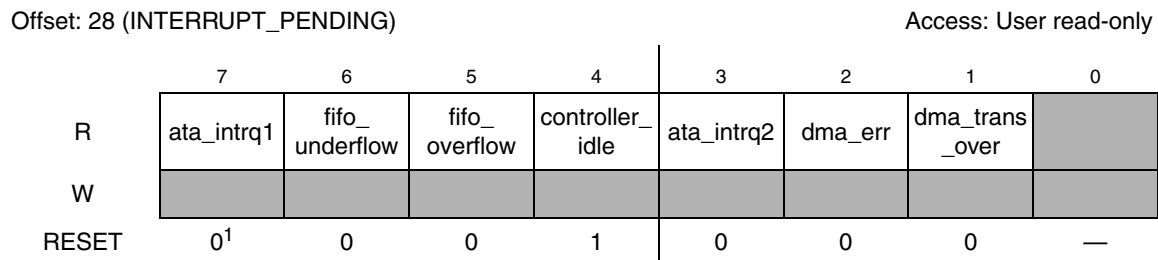 Offset: 28 (INTERRUPT_PENDING) Access: User read-only
7 6 5 4 3 2 1 0
R ata_intrq1 fifo_ underflow fifo_ overflow controller_ idle ata_intrq2 dma_err dma_trans _over
W
RESET 0¹ 0 0 1 0 0 0 —